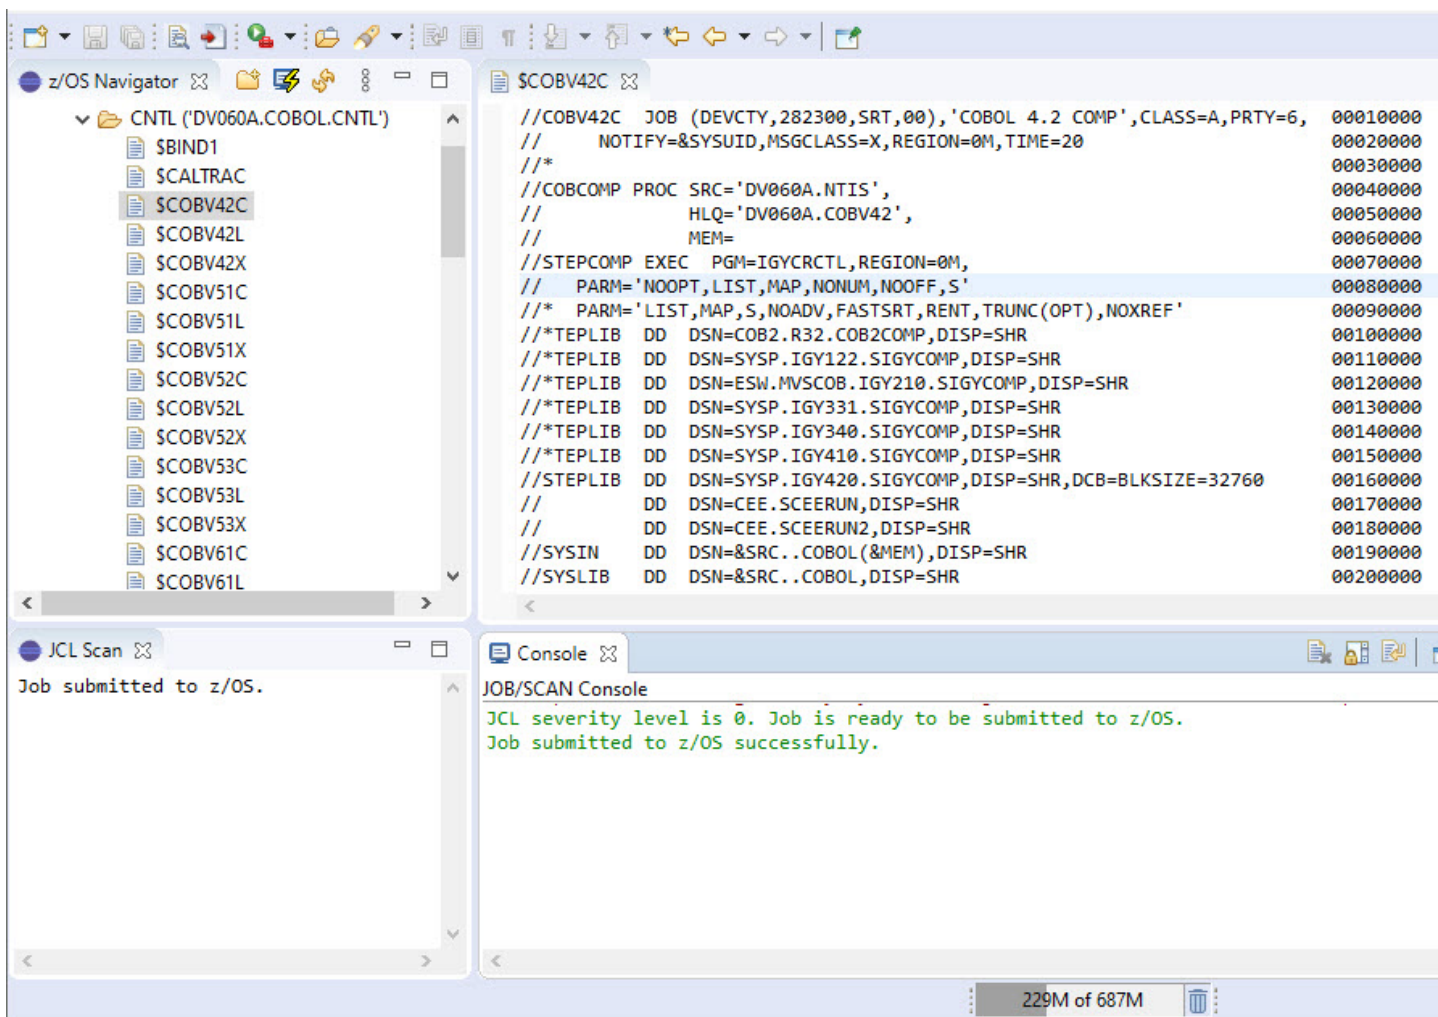 z/OS Navigator
CNTL ('DV060A.COBOL.CNTL')
$BIND1
$CALTRAC
$COBV42C
$COBV42L
$COBV42X
$COBV51C
$COBV51L
$COBV51X
$COBV52C
$COBV52L
$COBV52X
$COBV53C
$COBV53L
$COBV53X
$COBV61C
$COBV61L
$COBV42C
//COBV42C  JOB (DEVCTY,282300,SRT,00),'COBOL 4.2 COMP',CLASS=A,PRTY=6,  00010000
//      NOTIFY=&SYSUID,MSGCLASS=X,REGION=0M,TIME=20                     00020000
//*                                                                     00030000
//COBCOMP PROC SRC='DV060A.NTIS',                                       00040000
//             HLQ='DV060A.COBV42',                                     00050000
//             MEM=                                                     00060000
//STEPCOMP EXEC  PGM=IGYCRCTL,REGION=0M,                                00070000
//   PARM='NOOPT,LIST,MAP,NONUM,NOOFF,S'                                00080000
//*  PARM='LIST,MAP,S,NOADV,FASTSRT,RENT,TRUNC(OPT),NOXREF'             00090000
//*TEPLIB  DD  DSN=COB2.R32.COB2COMP,DISP=SHR                           00100000
//*TEPLIB  DD  DSN=SYSP.IGY122.SIGYCOMP,DISP=SHR                        00110000
//*TEPLIB  DD  DSN=ESW.MVSCOB.IGY210.SIGYCOMP,DISP=SHR                  00120000
//*TEPLIB  DD  DSN=SYSP.IGY331.SIGYCOMP,DISP=SHR                        00130000
//*TEPLIB  DD  DSN=SYSP.IGY340.SIGYCOMP,DISP=SHR                        00140000
//*TEPLIB  DD  DSN=SYSP.IGY410.SIGYCOMP,DISP=SHR                        00150000
//STEPLIB  DD  DSN=SYSP.IGY420.SIGYCOMP,DISP=SHR,DCB=BLKSIZE=32760      00160000
//         DD  DSN=CEE.SCEERUN,DISP=SHR                                 00170000
//         DD  DSN=CEE.SCEERUN2,DISP=SHR                                00180000
//SYSIN    DD  DSN=&SRC..COBOL(&MEM),DISP=SHR                           00190000
//SYSLIB   DD  DSN=&SRC..COBOL,DISP=SHR                                 00200000
JCL Scan
Job submitted to z/OS.
Console
JOB/SCAN Console
JCL severity level is 0. Job is ready to be submitted to z/OS.
Job submitted to z/OS successfully.
229M of 687M